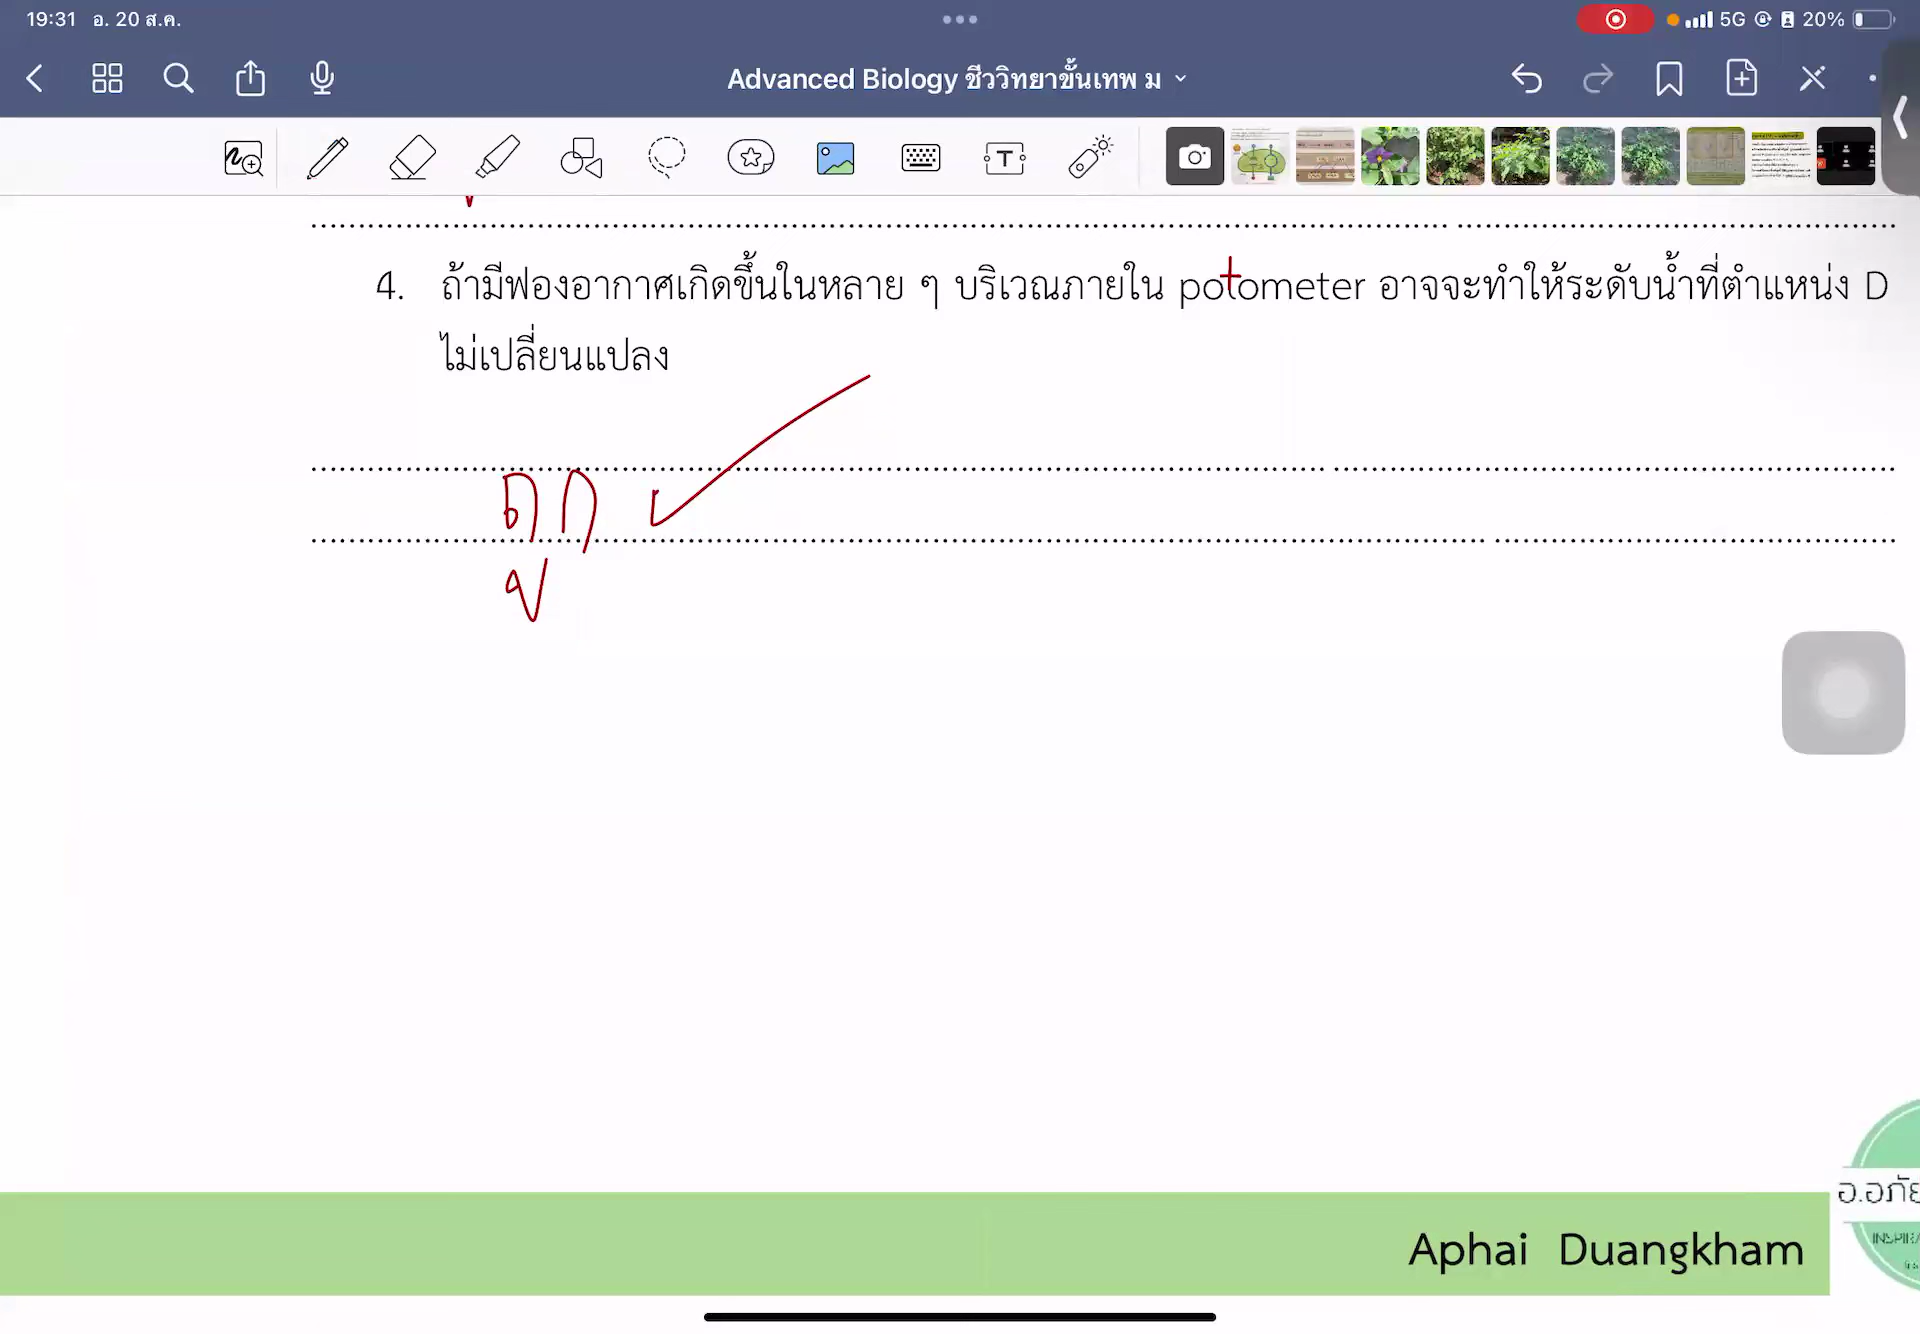 19:31 อ. 20 ส.ค.
5G 20%
Advanced Biology ชีววิทยาขั้นเทพ ม
4. ถ้ามีฟองอากาศเกิดขึ้นในหลาย ๆ บริเวณภายใน potometer อาจจะทำให้ระดับน้ำที่ตำแหน่ง D
ไม่เปลี่ยนแปลง
ถูก
อ.อภัย
Aphai Duangkham